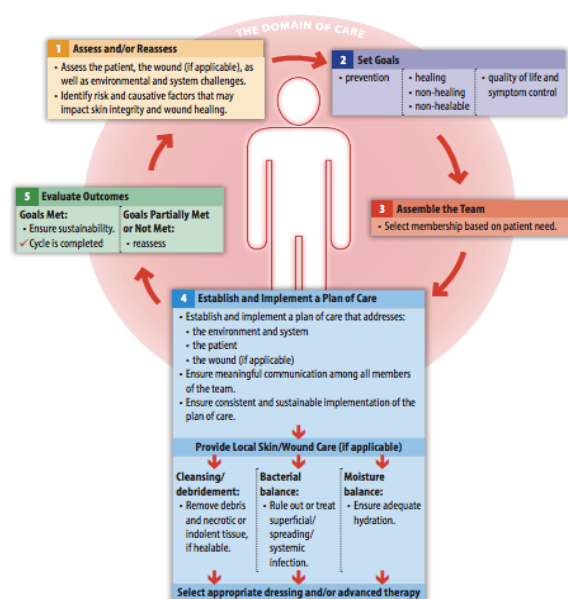 THE DOMAIN OF CARE
1 Assess and/or Reassess
• Assess the patient, the wound (if applicable), as
well as environmental and system challenges.
• Identify risk and causative factors that may
impact skin integrity and wound healing.
2 Set Goals
• prevention
• healing
• non-healing
• non-healable
• quality of life and
symptom control
3 Assemble the Team
• Select membership based on patient need.
4 Establish and Implement a Plan of Care
• Establish and implement a plan of care that addresses:
• the environment and system
• the patient
• the wound (if applicable)
• Ensure meaningful communication among all members
of the team.
• Ensure consistent and sustainable implementation of the
plan of care.
Provide Local Skin/Wound Care (if applicable)
Cleansing/
debridement:
• Remove debris
and necrotic or
indolent tissue,
if healable.
Bacterial
balance:
• Rule out or treat
superficial/
spreading/
systemic
infection.
Moisture
balance:
• Ensure adequate
hydration.
Select appropriate dressing and/or advanced therapy
5 Evaluate Outcomes
Goals Met:
• Ensure sustainability.
✓Cycle is completed
Goals Partially Met
or Not Met:
• reassess